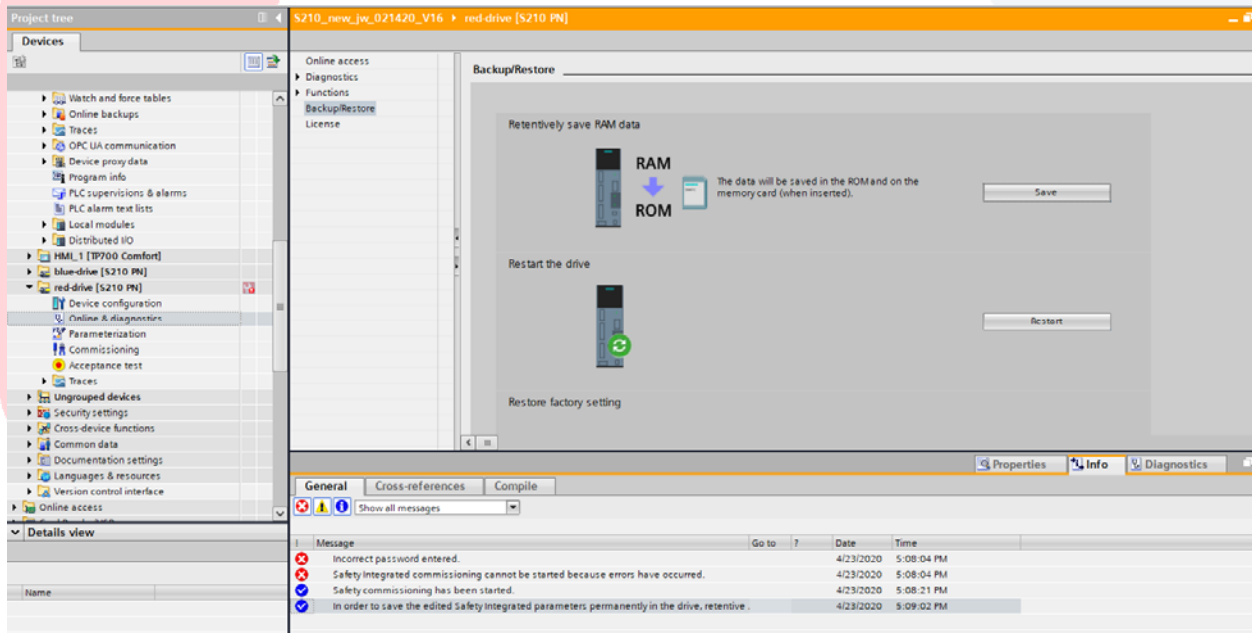 Project tree
S210_new_jw_021420_V16 ▸ red-drive [S210 PN]
Devices
Watch and force tables
Online backups
Traces
OPC UA communication
Device proxy data
Program info
PLC supervisions & alarms
PLC alarm text lists
Local modules
Distributed I/O
HMI_1 [TP700 Comfort]
blue-drive [S210 PN]
red-drive [S210 PN]
Device configuration
Online & diagnostics
Parameterization
Commissioning
Acceptance test
Traces
Ungrouped devices
Security settings
Cross-device functions
Common data
Documentation settings
Languages & resources
Version control interface
Online access
Details view
Name
Online access
Diagnostics
Functions
Backup/Restore
License
Backup/Restore
Retentively save RAM data
RAM
ROM
The data will be saved in the ROM and on the
memory card (when inserted).
Save
Restart the drive
Restart
Restore factory setting
Properties Info Diagnostics
General Cross-references Compile
Show all messages
! Message Go to ? Date Time
Incorrect password entered. 4/23/2020 5:08:04 PM
Safety Integrated commissioning cannot be started because errors have occurred. 4/23/2020 5:08:04 PM
Safety commissioning has been started. 4/23/2020 5:08:21 PM
In order to save the edited Safety Integrated parameters permanently in the drive, retentive . 4/23/2020 5:09:02 PM